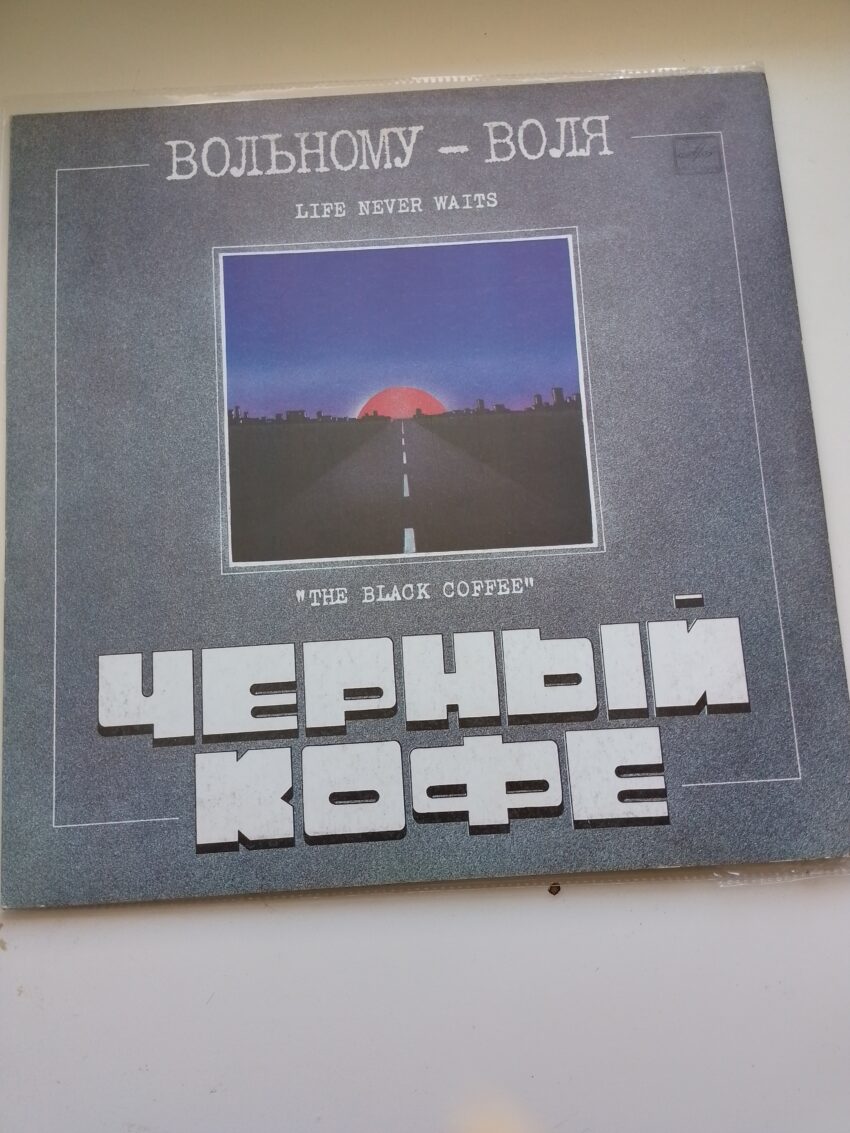 ВОЛЬНОМУ – ВОЛЯ
LIFE NEVER WAITS
"THE BLACK COFFEE"
ЧЕРНЫЙ
КОФЕ